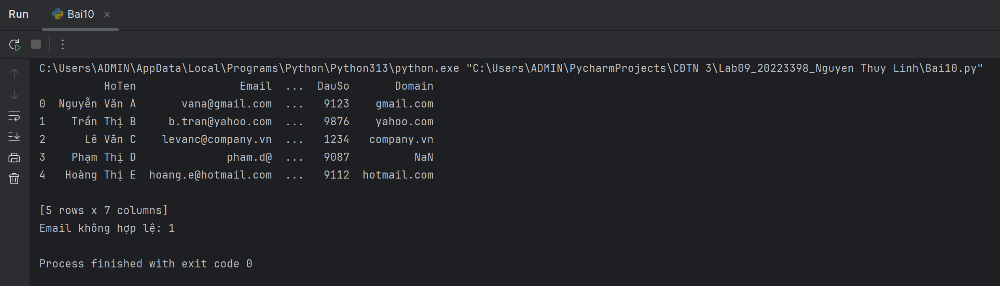 Run Bai10
C:\Users\ADMIN\AppData\Local\Programs\Python\Python313\python.exe "C:\Users\ADMIN\PycharmProjects\CĐTN 3\Lab09_20223398_Nguyen Thuy Linh\Bai10.py"
HoTen Email ... DauSo Domain
0 Nguyễn Văn A vana@gmail.com ... 9123 gmail.com
1 Trần Thị B b.tran@yahoo.com ... 9876 yahoo.com
2 Lê Văn C levanc@company.vn ... 1234 company.vn
3 Phạm Thị D pham.d@ ... 9087 NaN
4 Hoàng Thị E hoang.e@hotmail.com ... 9112 hotmail.com
[5 rows x 7 columns]
Email không hợp lệ: 1
Process finished with exit code 0